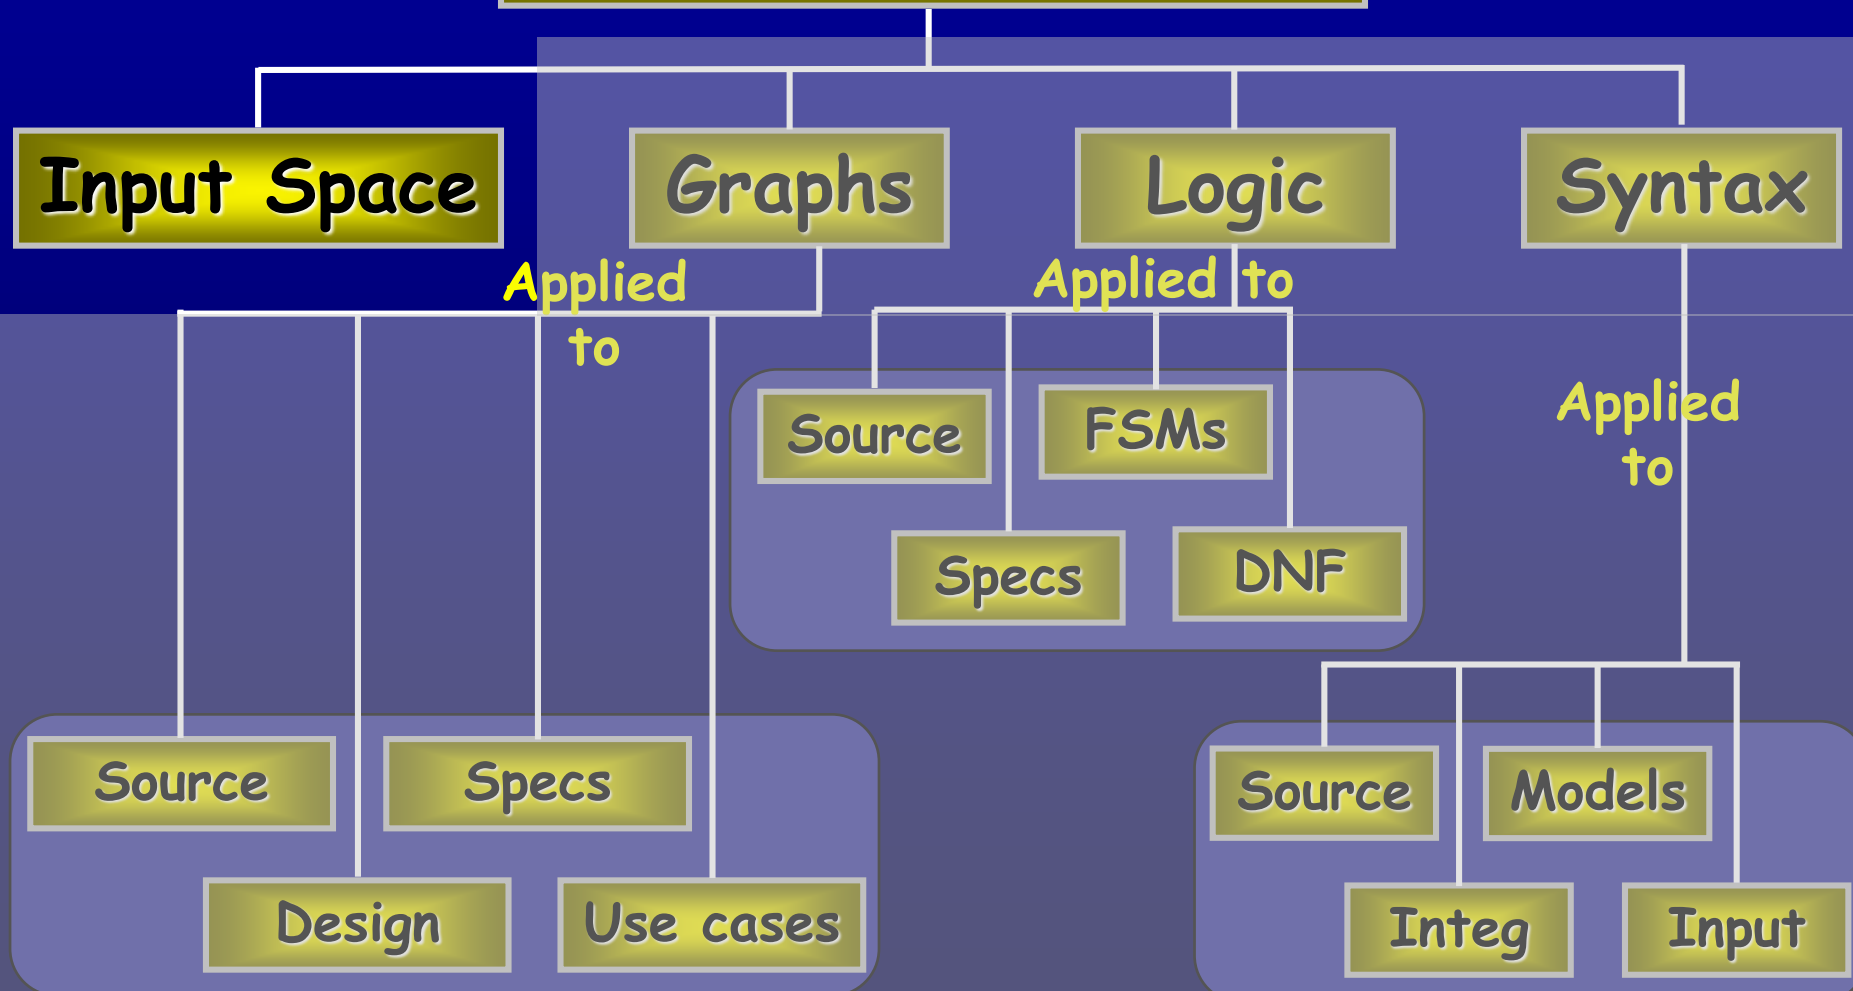 Input Space
Graphs
Logic
Syntax
Applied
to
Applied to
Applied
to
Source
FSMs
Specs
DNF
Source
Specs
Design
Use cases
Source
Models
Integ
Input